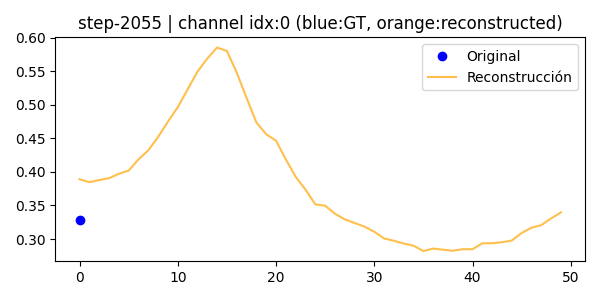 step-2055 | channel idx:0 (blue:GT, orange:reconstructed)
0.60
0.55
0.50
0.45
0.40
0.35
0.30
Original
Reconstrucción
0 10 20 30 40 50